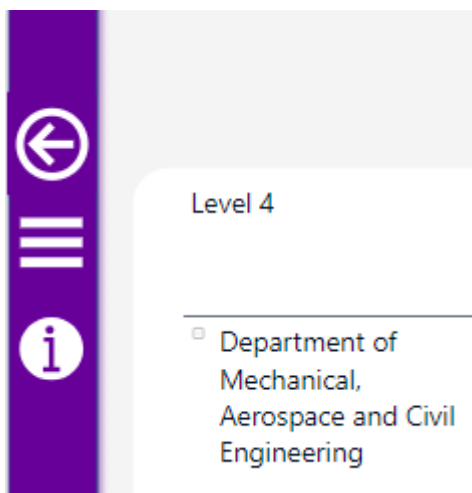 Level 4
Department of
Mechanical,
Aerospace and Civil
Engineering